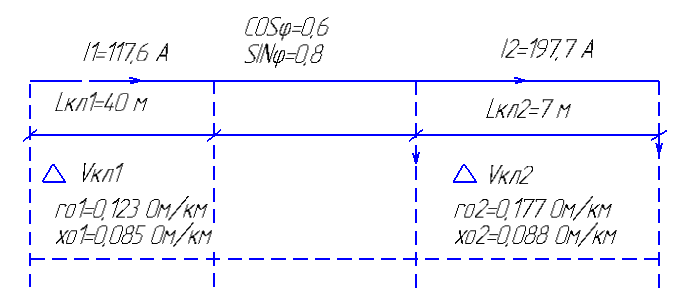 COSφ=0,6
SINφ=0,8
I1=117,6 А
I2=197,7 А
Lкл1=40 м
Lкл2=7 м
△ Vкл1
△ Vкл2
ro1=0,123 Ом/км
xo1=0,085 Ом/км
ro2=0,177 Ом/км
xo2=0,088 Ом/км